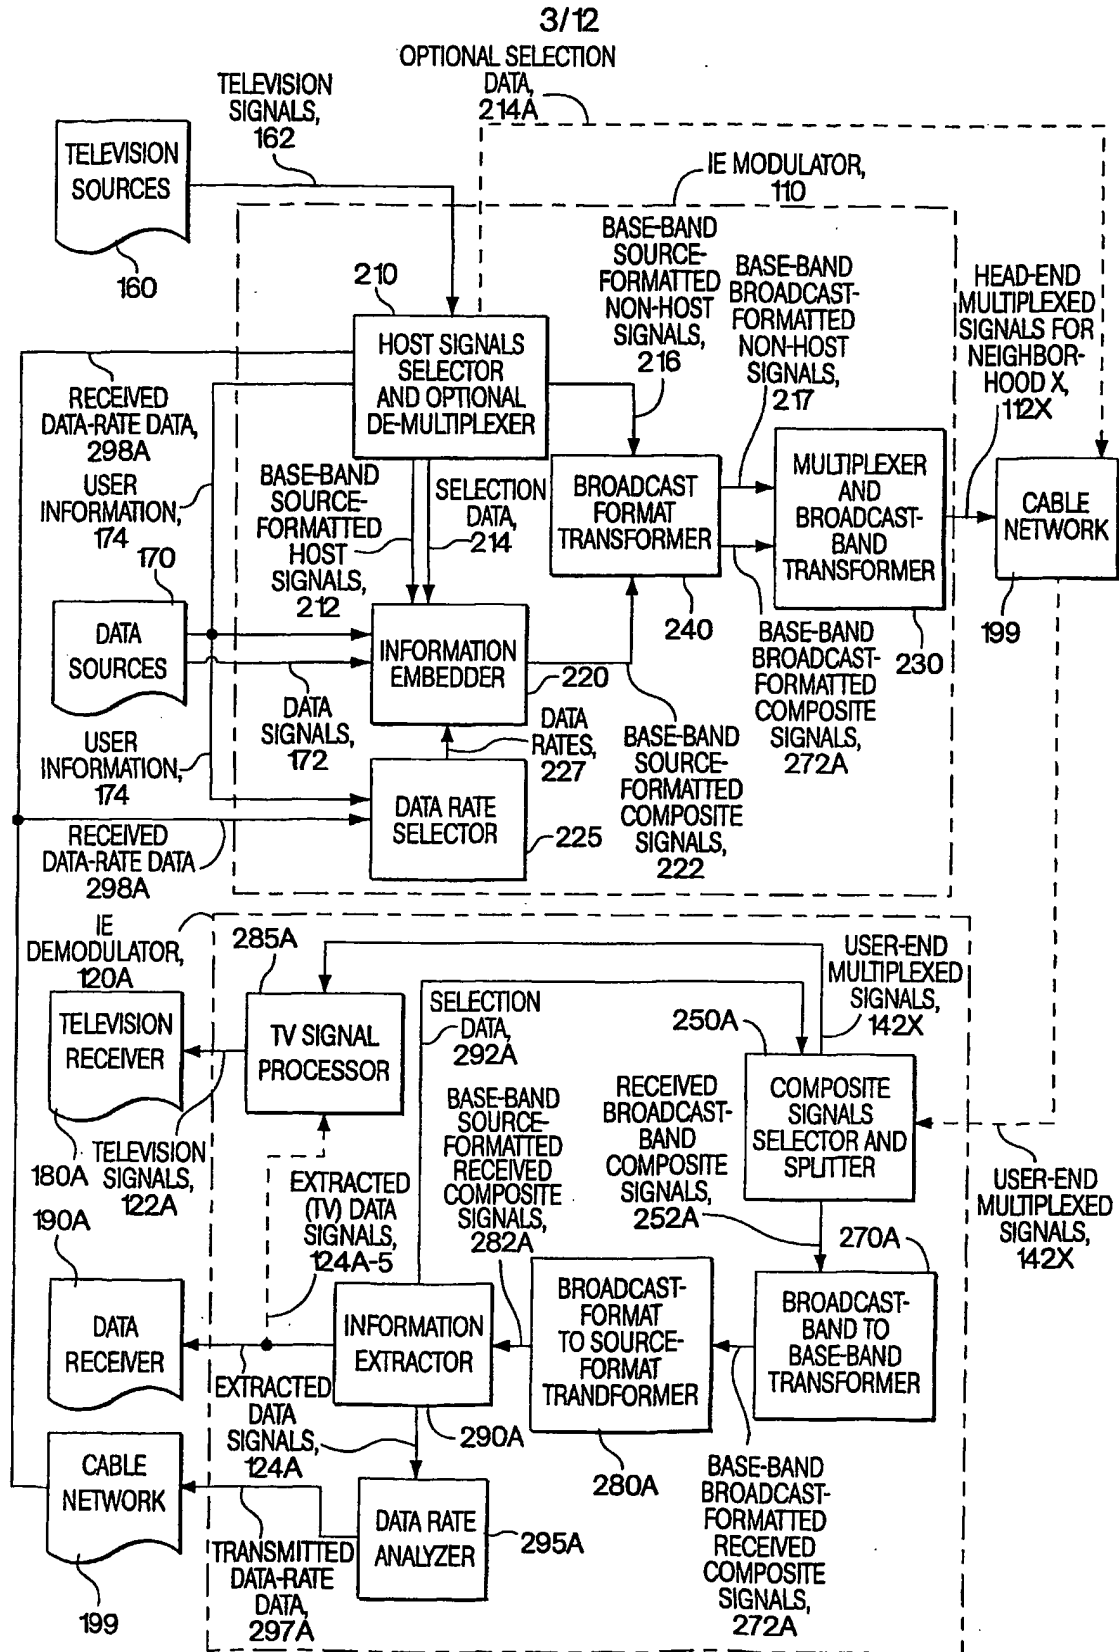 3/12
OPTIONAL SELECTION
DATA,
214A
TELEVISION
SIGNALS,
162
TELEVISION
SOURCES
160
IE MODULATOR,
110
210
HOST SIGNALS
SELECTOR
AND OPTIONAL
DE-MULTIPLEXER
BASE-BAND
SOURCE-
FORMATTED
NON-HOST
SIGNALS,
216
BASE-BAND
BROADCAST-
FORMATTED
NON-HOST
SIGNALS,
217
HEAD-END
MULTIPLEXED
SIGNALS FOR
NEIGHBOR-
HOOD X,
112X
RECEIVED
DATA-RATE DATA,
298A
USER
INFORMATION,
174
BASE-BAND
SOURCE-
FORMATTED
HOST
SIGNALS,
212
SELECTION
DATA,
214
BROADCAST
FORMAT
TRANSFORMER
240
MULTIPLEXER
AND
BROADCAST-
BAND
TRANSFORMER
230
CABLE
NETWORK
199
170
DATA
SOURCES
DATA
SIGNALS,
172
INFORMATION
EMBEDDER
220
DATA
RATES,
227
BASE-BAND
SOURCE-
FORMATTED
COMPOSITE
SIGNALS,
222
BASE-BAND
BROADCAST-
FORMATTED
COMPOSITE
SIGNALS,
272A
USER
INFORMATION,
174
DATA RATE
SELECTOR
225
RECEIVED
DATA-RATE DATA
298A
IE
DEMODULATOR,
120A
285A
TV SIGNAL
PROCESSOR
TELEVISION
RECEIVER
180A
TELEVISION
SIGNALS,
122A
SELECTION
DATA,
292A
USER-END
MULTIPLEXED
SIGNALS,
142X
250A
COMPOSITE
SIGNALS
SELECTOR AND
SPLITTER
BASE-BAND
SOURCE-
FORMATTED
RECEIVED
COMPOSITE
SIGNALS,
282A
RECEIVED
BROADCAST-
BAND
COMPOSITE
SIGNALS,
252A
USER-END
MULTIPLEXED
SIGNALS,
142X
EXTRACTED
(TV) DATA
SIGNALS,
124A-5
190A
DATA
RECEIVER
INFORMATION
EXTRACTOR
290A
BROADCAST-
FORMAT
TO SOURCE-
FORMAT
TRANDFORMER
280A
270A
BROADCAST-
BAND TO
BASE-BAND
TRANSFORMER
EXTRACTED
DATA
SIGNALS,
124A
BASE-BAND
BROADCAST-
FORMATTED
RECEIVED
COMPOSITE
SIGNALS,
272A
CABLE
NETWORK
199
DATA RATE
ANALYZER
295A
TRANSMITTED
DATA-RATE
DATA,
297A